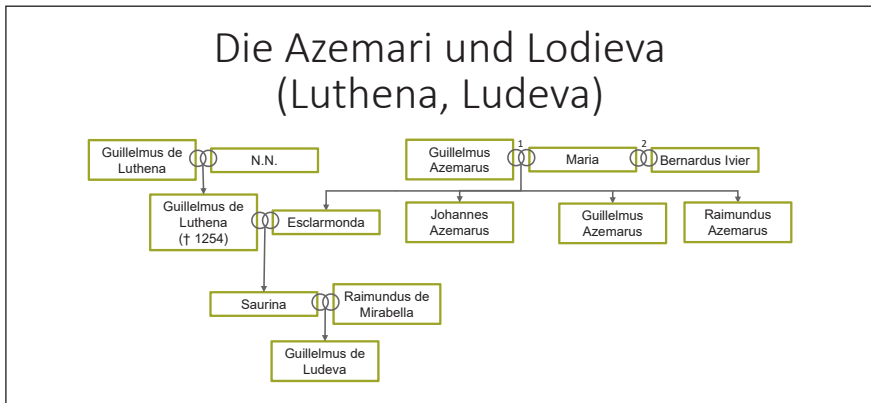 Die Azemari und Lodieva
(Luthena, Ludeva)
Guillelmus de
Luthena
N.N.
Guillelmus
Azemarus
1
Maria
2
Bernardus Ivier
Guillelmus de
Luthena
(† 1254)
Esclarmonda
Johannes
Azemarus
Guillelmus
Azemarus
Raimundus
Azemarus
Saurina
Raimundus de
Mirabella
Guillelmus de
Ludeva